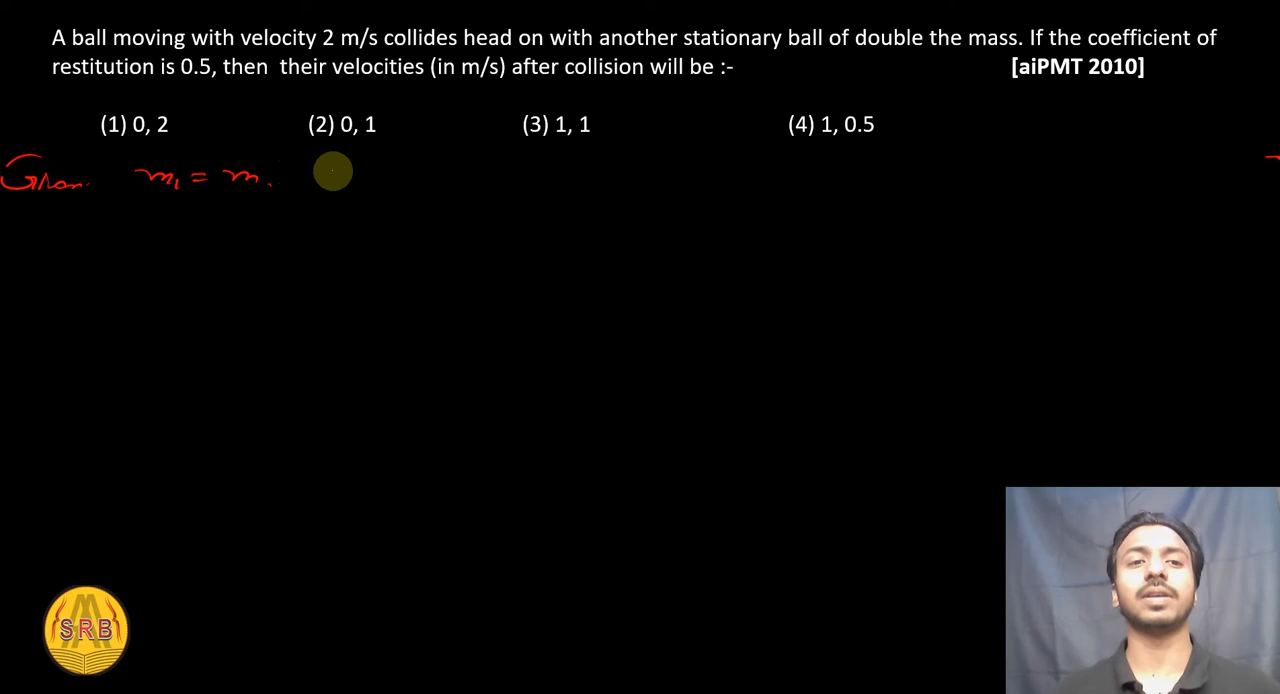 A ball moving with velocity 2 m/s collides head on with another stationary ball of double the mass. If the coefficient of
restitution is 0.5, then their velocities (in m/s) after collision will be :- [aiPMT 2010]
(1) 0, 2 (2) 0, 1 (3) 1, 1 (4) 1, 0.5
m₁ = m.
SRB